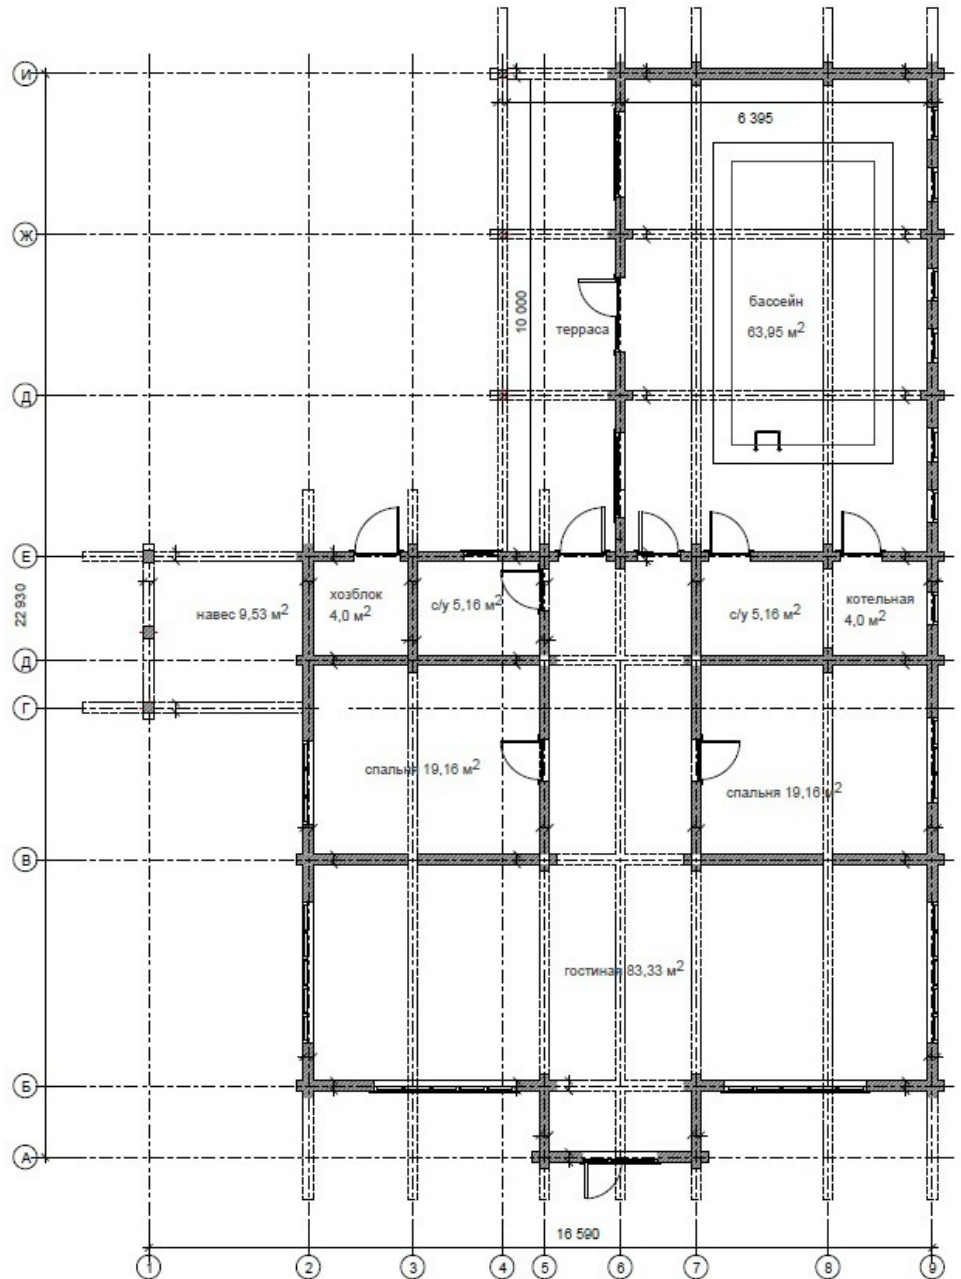 И
6 395
Ж
10 000
терраса
бассейн
63,95 м2
Д
Е
22 930
навес 9,53 м2
хозблок
4,0 м2
с/у 5,16 м2
с/у 5,16 м2
котельная
4,0 м2
Д
Г
спальня 19,16 м2
спальня 19,16 м2
В
гостиная 83,33 м2
Б
А
16 590
1 2 3 4 5 6 7 8 9